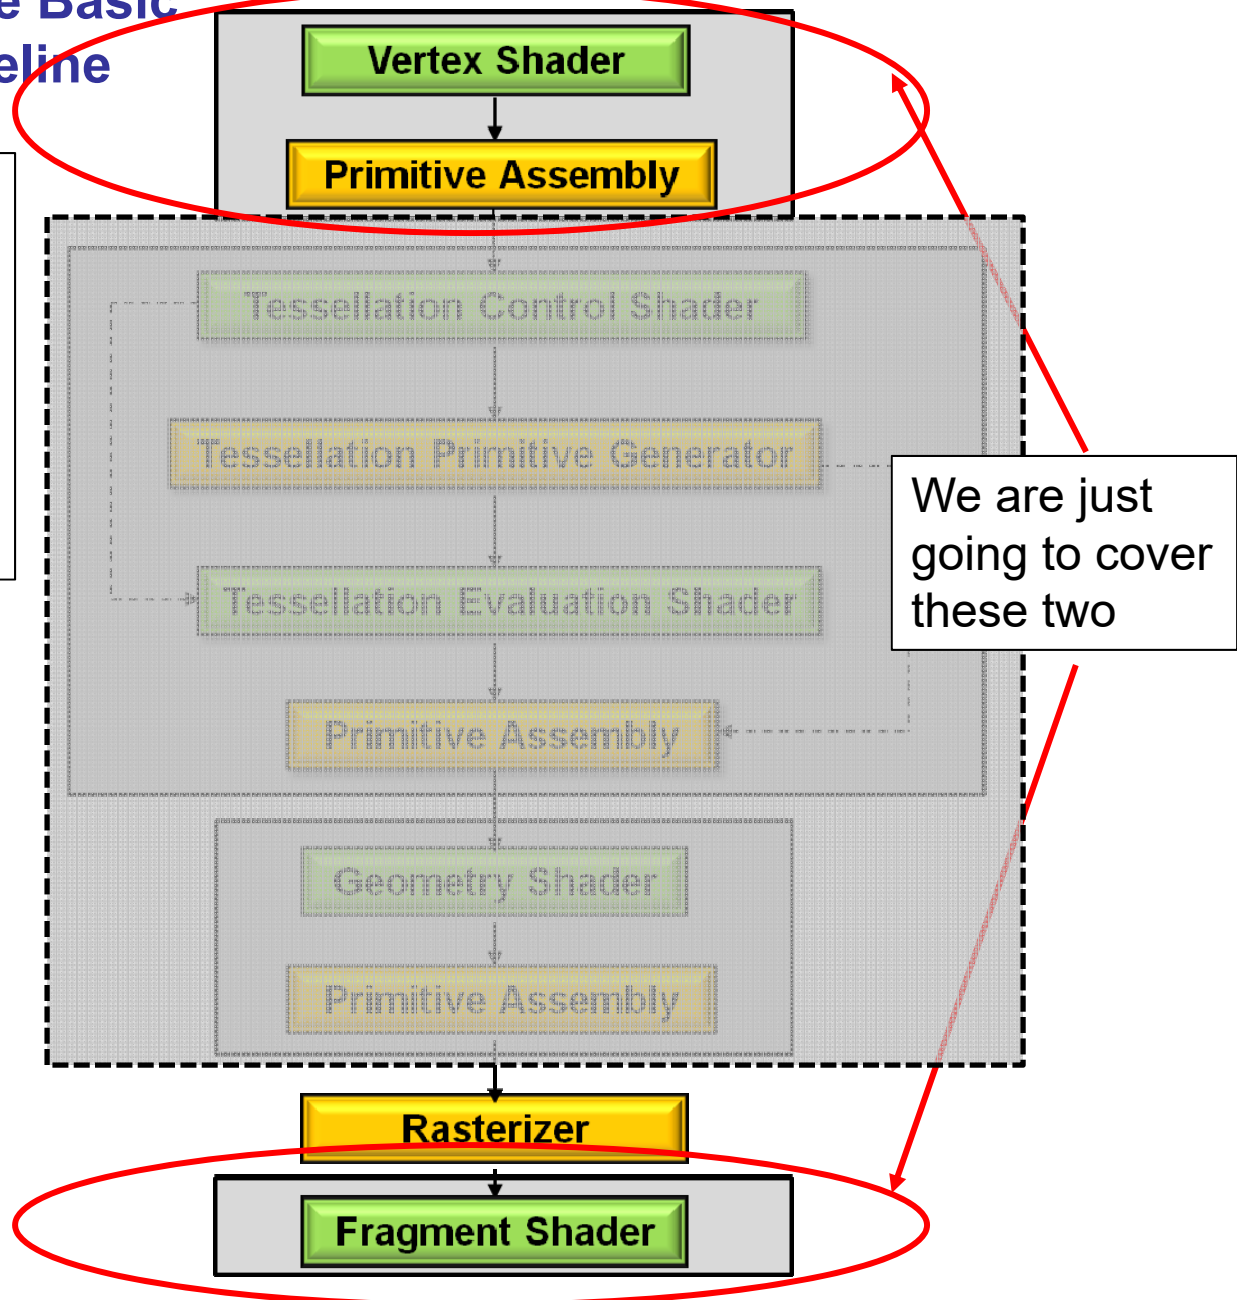 e Basic
eline
Vertex Shader
Primitive Assembly
Tessellation Control Shader
Tessellation Primitive Generator
Tessellation Evaluation Shader
Primitive Assembly
Geometry Shader
Primitive Assembly
Rasterizer
Fragment Shader
We are just
going to cover
these two